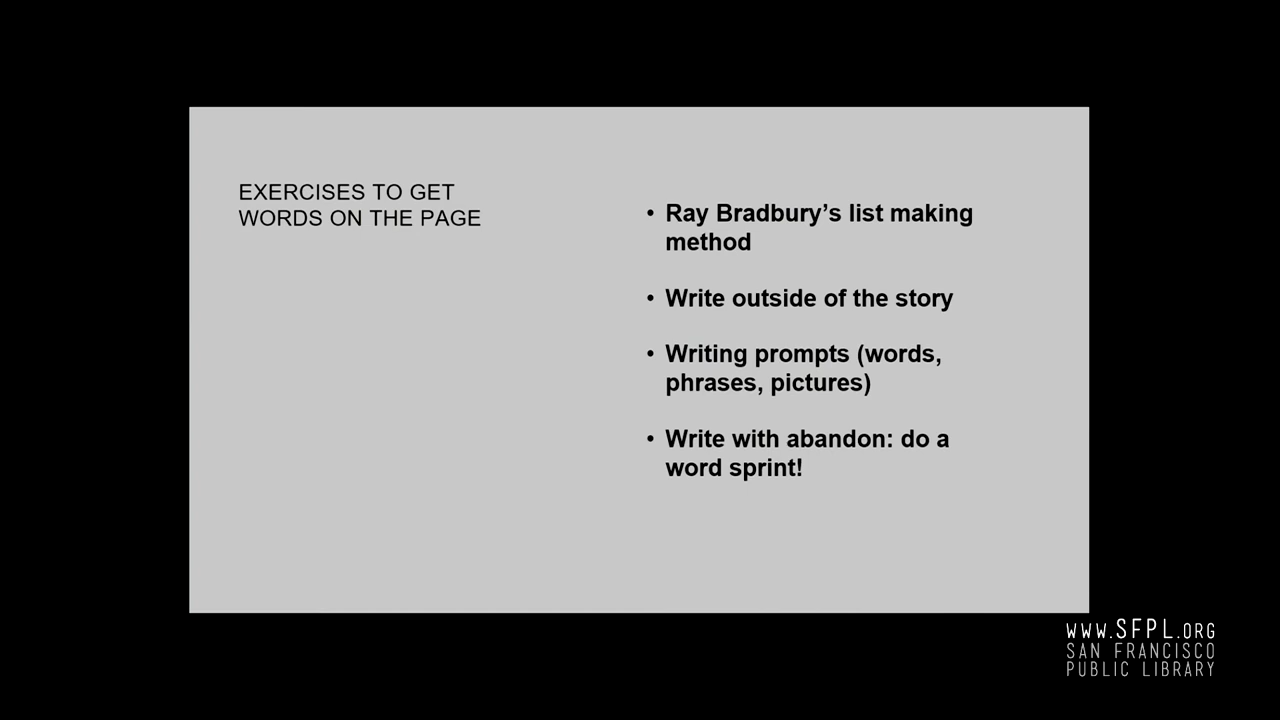 EXERCISES TO GET
WORDS ON THE PAGE
• Ray Bradbury’s list making
method
• Write outside of the story
• Writing prompts (words,
phrases, pictures)
• Write with abandon: do a
word sprint!
WWW.SFPL.ORG
SAN FRANCISCO
PUBLIC LIBRARY